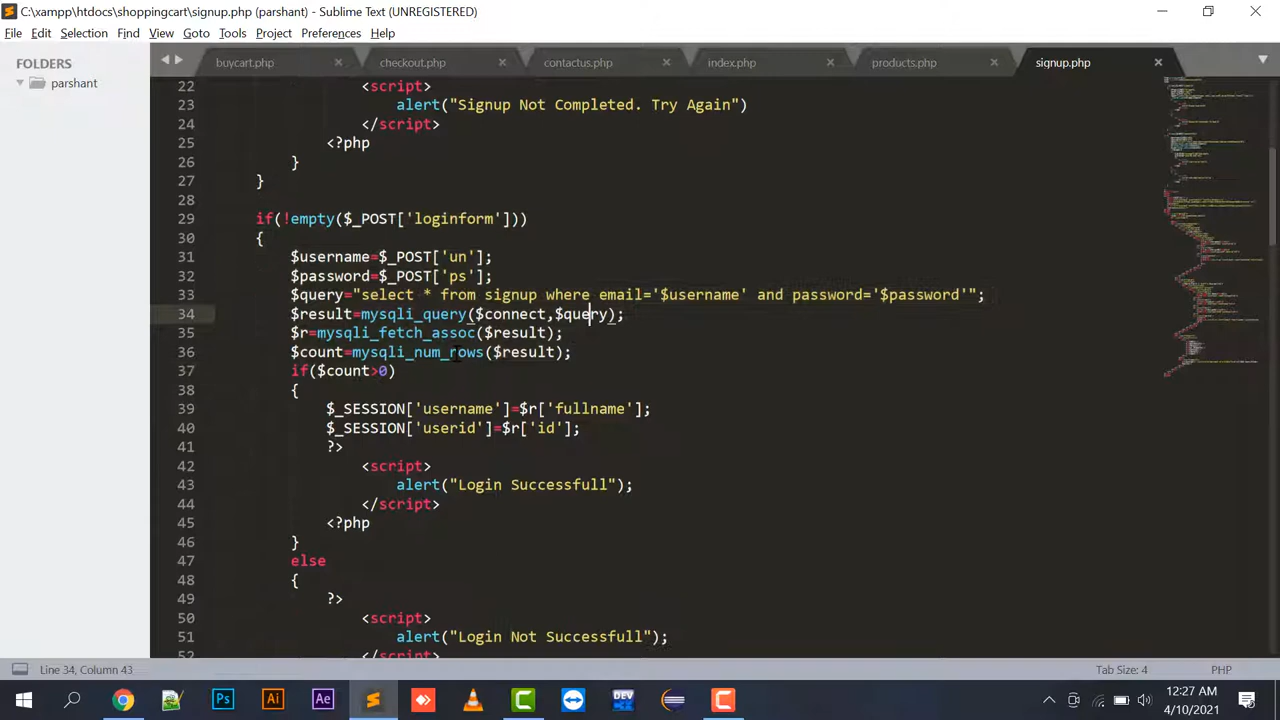 C:\xampp\htdocs\shoppingcart\signup.php (parshant) - Sublime Text (UNREGISTERED)
File Edit Selection Find View Goto Tools Project Preferences Help
FOLDERS
parshant
buycart.php checkout.php contactus.php index.php products.php signup.php
22 <script>
23 alert("Signup Not Completed. Try Again")
24 </script>
25 <?php
26 }
27 }
28
29 if(!empty($_POST['loginform']))
30 {
31 $username=$_POST['un'];
32 $password=$_POST['ps'];
33 $query="select * from signup where email='$username' and password='$password'";
34 $result=mysqli_query($connect,$query);
35 $r=mysqli_fetch_assoc($result);
36 $count=mysqli_num_rows($result);
37 if($count>0)
38 {
39 $_SESSION['username']=$r['fullname'];
40 $_SESSION['userid']=$r['id'];
41 ?>
42 <script>
43 alert("Login Successfull");
44 </script>
45 <?php
46 }
47 else
48 {
49 ?>
50 <script>
51 alert("Login Not Successfull");
52 </script>
Line 34, Column 43 Tab Size: 4 PHP
Ps Ai Ae DEV
12:27 AM
4/10/2021